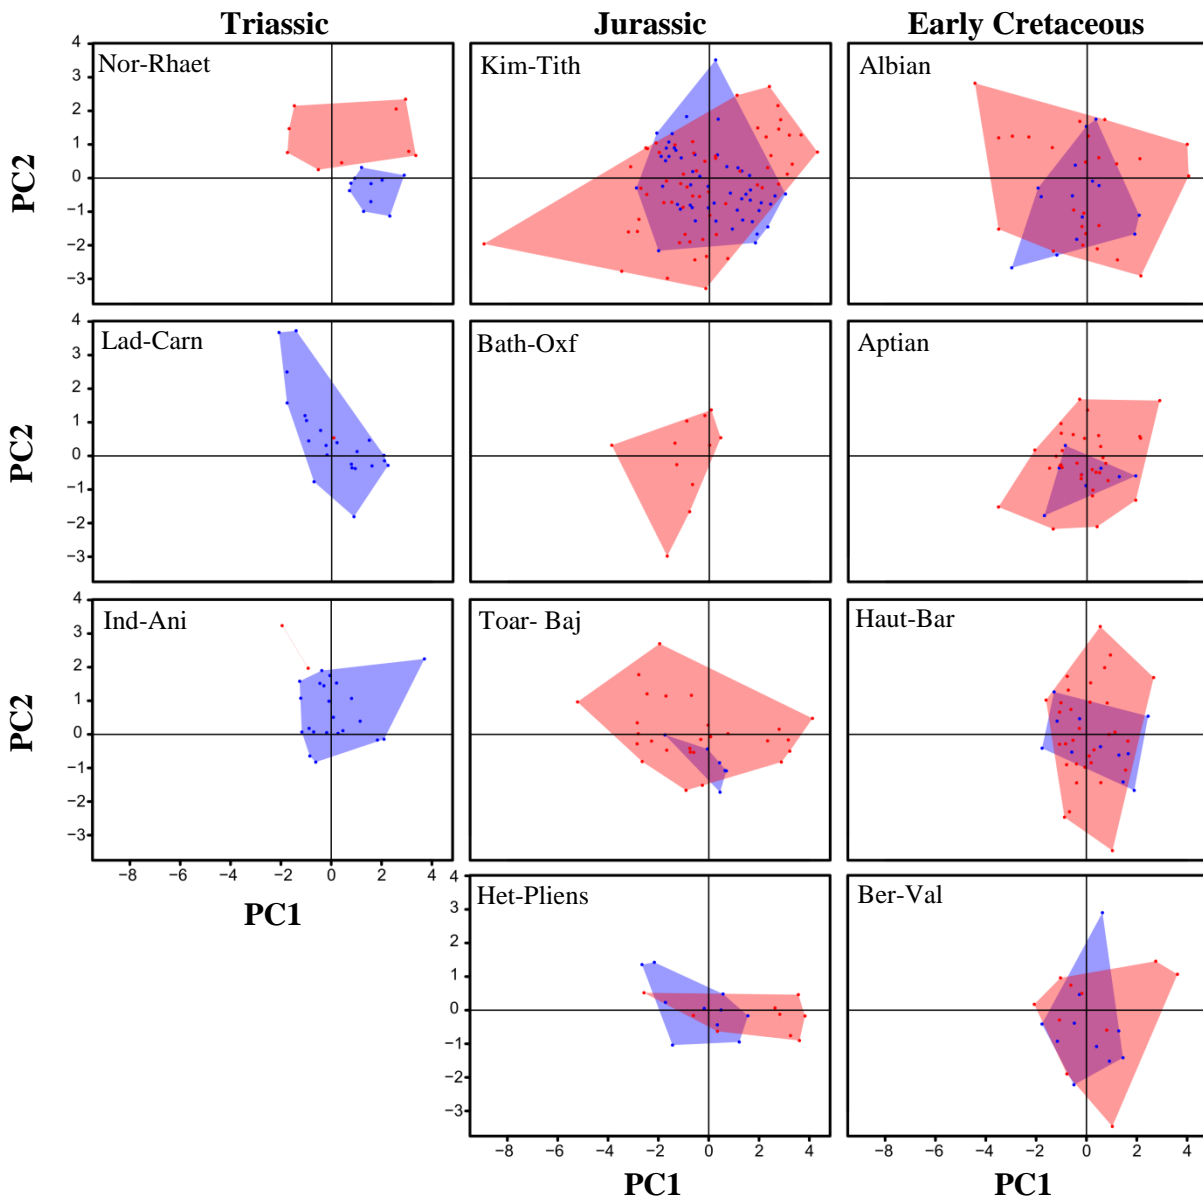 Triassic
Jurassic
Early Cretaceous
Nor-Rhaet
Kim-Tith
Albian
PC2
4
3
2
1
0
−1
−2
−3
Lad-Carn
Bath-Oxf
Aptian
PC2
4
3
2
1
0
−1
−2
−3
Ind-Ani
Toar- Baj
Haut-Bar
PC2
4
3
2
1
0
−1
−2
−3
−8 −6 −4 −2 0 2 4
PC1
Het-Pliens
Ber-Val
4
3
2
1
0
−1
−2
−3
−8 −6 −4 −2 0 2 4
−8 −6 −4 −2 0 2 4
PC1
PC1